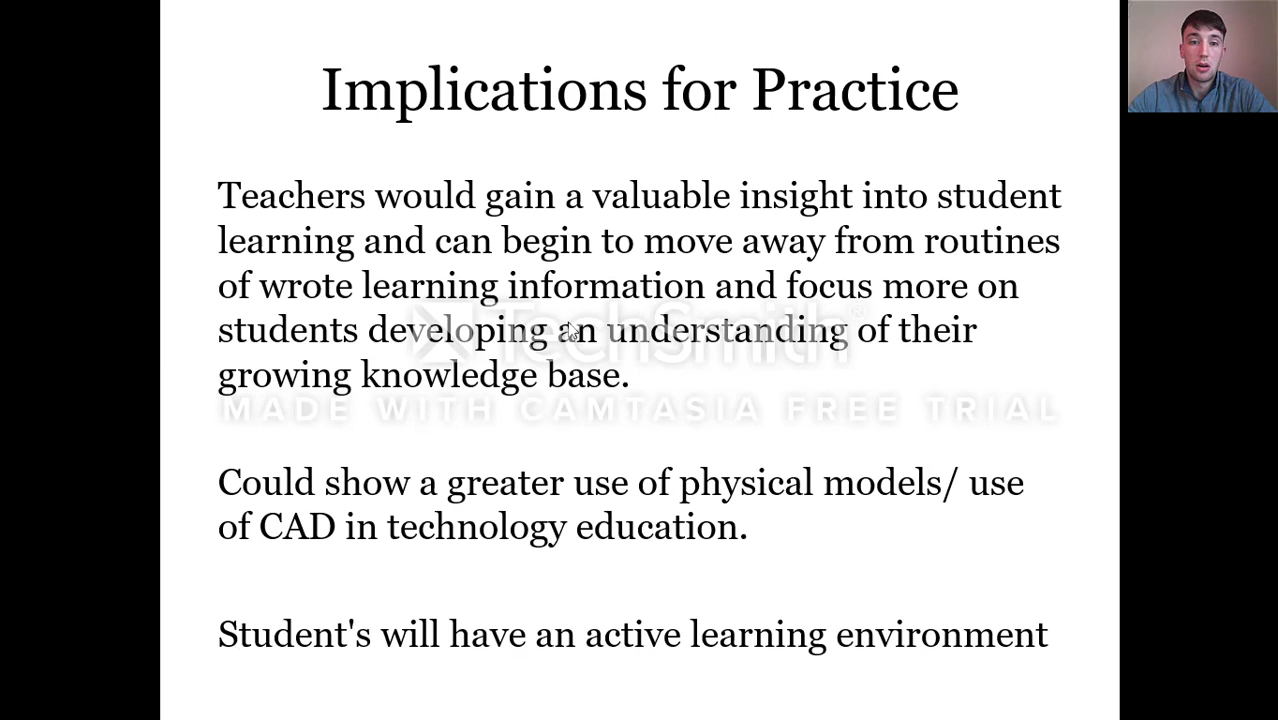 Implications for Practice
Teachers would gain a valuable insight into student
learning and can begin to move away from routines
of wrote learning information and focus more on
students developing an understanding of their
growing knowledge base.
TechSmith®
MADE WITH CAMTASIA FREE TRIAL
Could show a greater use of physical models/ use
of CAD in technology education.
Student's will have an active learning environment